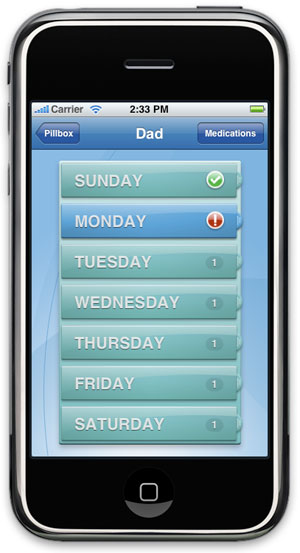 Carrier 2:33 PM
Pillbox Dad Medications
SUNDAY
MONDAY !
TUESDAY 1
WEDNESDAY 1
THURSDAY 1
FRIDAY 1
SATURDAY 1